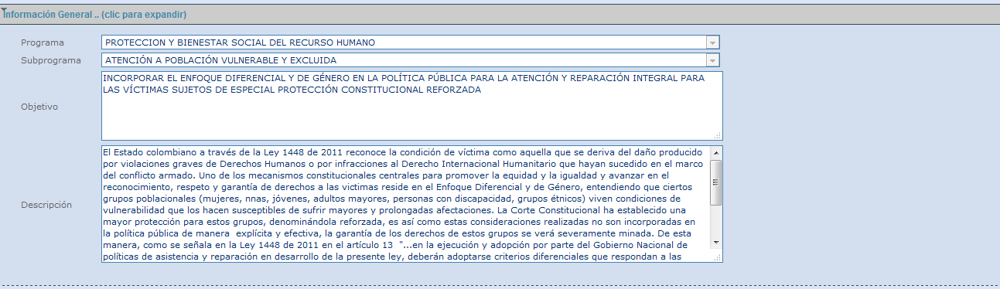 Información General .. (clic para expandir)
Programa
PROTECCION Y BIENESTAR SOCIAL DEL RECURSO HUMANO
Subprograma
ATENCIÓN A POBLACIÓN VULNERABLE Y EXCLUIDA
Objetivo
INCORPORAR EL ENFOQUE DIFERENCIAL Y DE GÉNERO EN LA POLÍTICA PÚBLICA PARA LA ATENCIÓN Y REPARACIÓN INTEGRAL PARA
LAS VÍCTIMAS SUJETOS DE ESPECIAL PROTECCIÓN CONSTITUCIONAL REFORZADA
Descripción
El Estado colombiano a través de la Ley 1448 de 2011 reconoce la condición de víctima como aquella que se deriva del daño producido
por violaciones graves de Derechos Humanos o por infracciones al Derecho Internacional Humanitario que hayan sucedido en el marco
del conflicto armado. Uno de los mecanismos constitucionales centrales para promover la equidad y la igualdad y avanzar en el
reconocimiento, respeto y garantía de derechos a las victimas reside en el Enfoque Diferencial y de Género, entendiendo que ciertos
grupos poblacionales (mujeres, nnas, jóvenes, adultos mayores, personas con discapacidad, grupos étnicos) viven condiciones de
vulnerabilidad que los hacen susceptibles de sufrir mayores y prolongadas afectaciones. La Corte Constitucional ha establecido una
mayor protección para estos grupos, denominándola reforzada, es así como estas consideraciones realizadas no son incorporadas en
la política pública de manera  explícita y efectiva, la garantía de los derechos de estos grupos se verá severamente minada. De esta
manera, como se señala en la Ley 1448 de 2011 en el artículo 13  "...en la ejecución y adopción por parte del Gobierno Nacional de
políticas de asistencia y reparación en desarrollo de la presente ley, deberán adoptarse criterios diferenciales que respondan a las